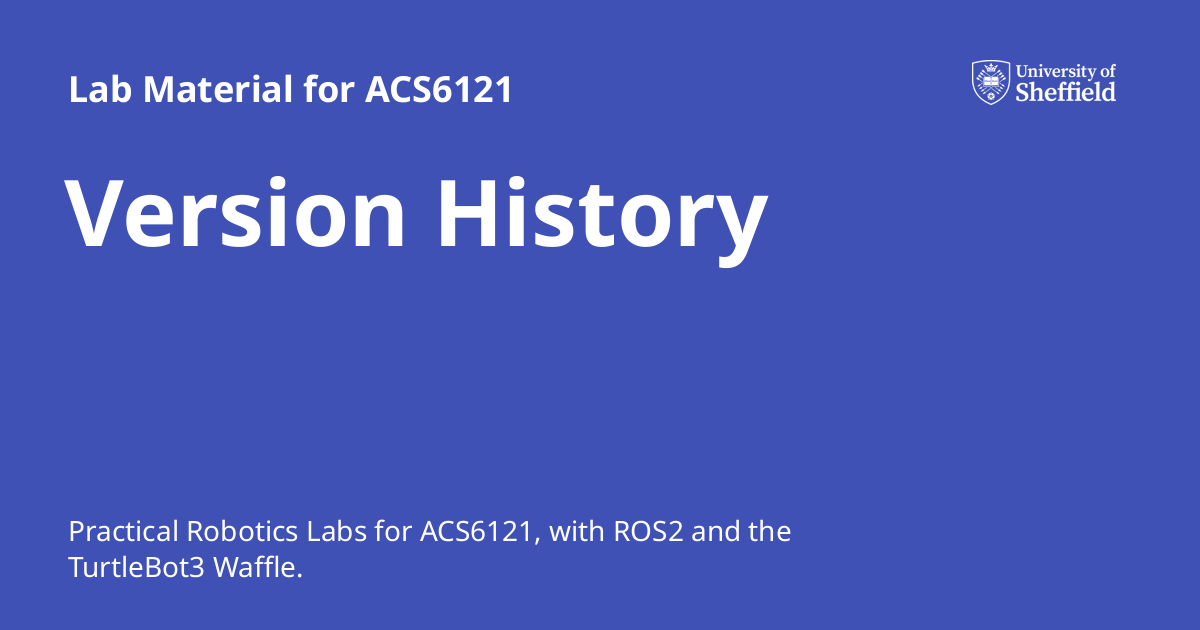 Lab Material for ACS6121
University of
Sheffield
Version History
Practical Robotics Labs for ACS6121, with ROS2 and the
TurtleBot3 Waffle.